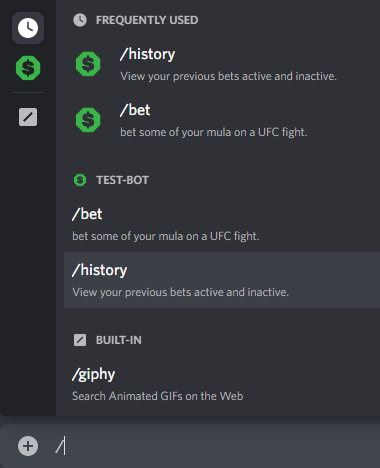 FREQUENTLY USED
/history
View your previous bets active and inactive.
/bet
bet some of your mula on a UFC fight.
TEST-BOT
/bet
bet some of your mula on a UFC fight.
/history
View your previous bets active and inactive.
BUILT-IN
/giphy
Search Animated GIFs on the Web
/